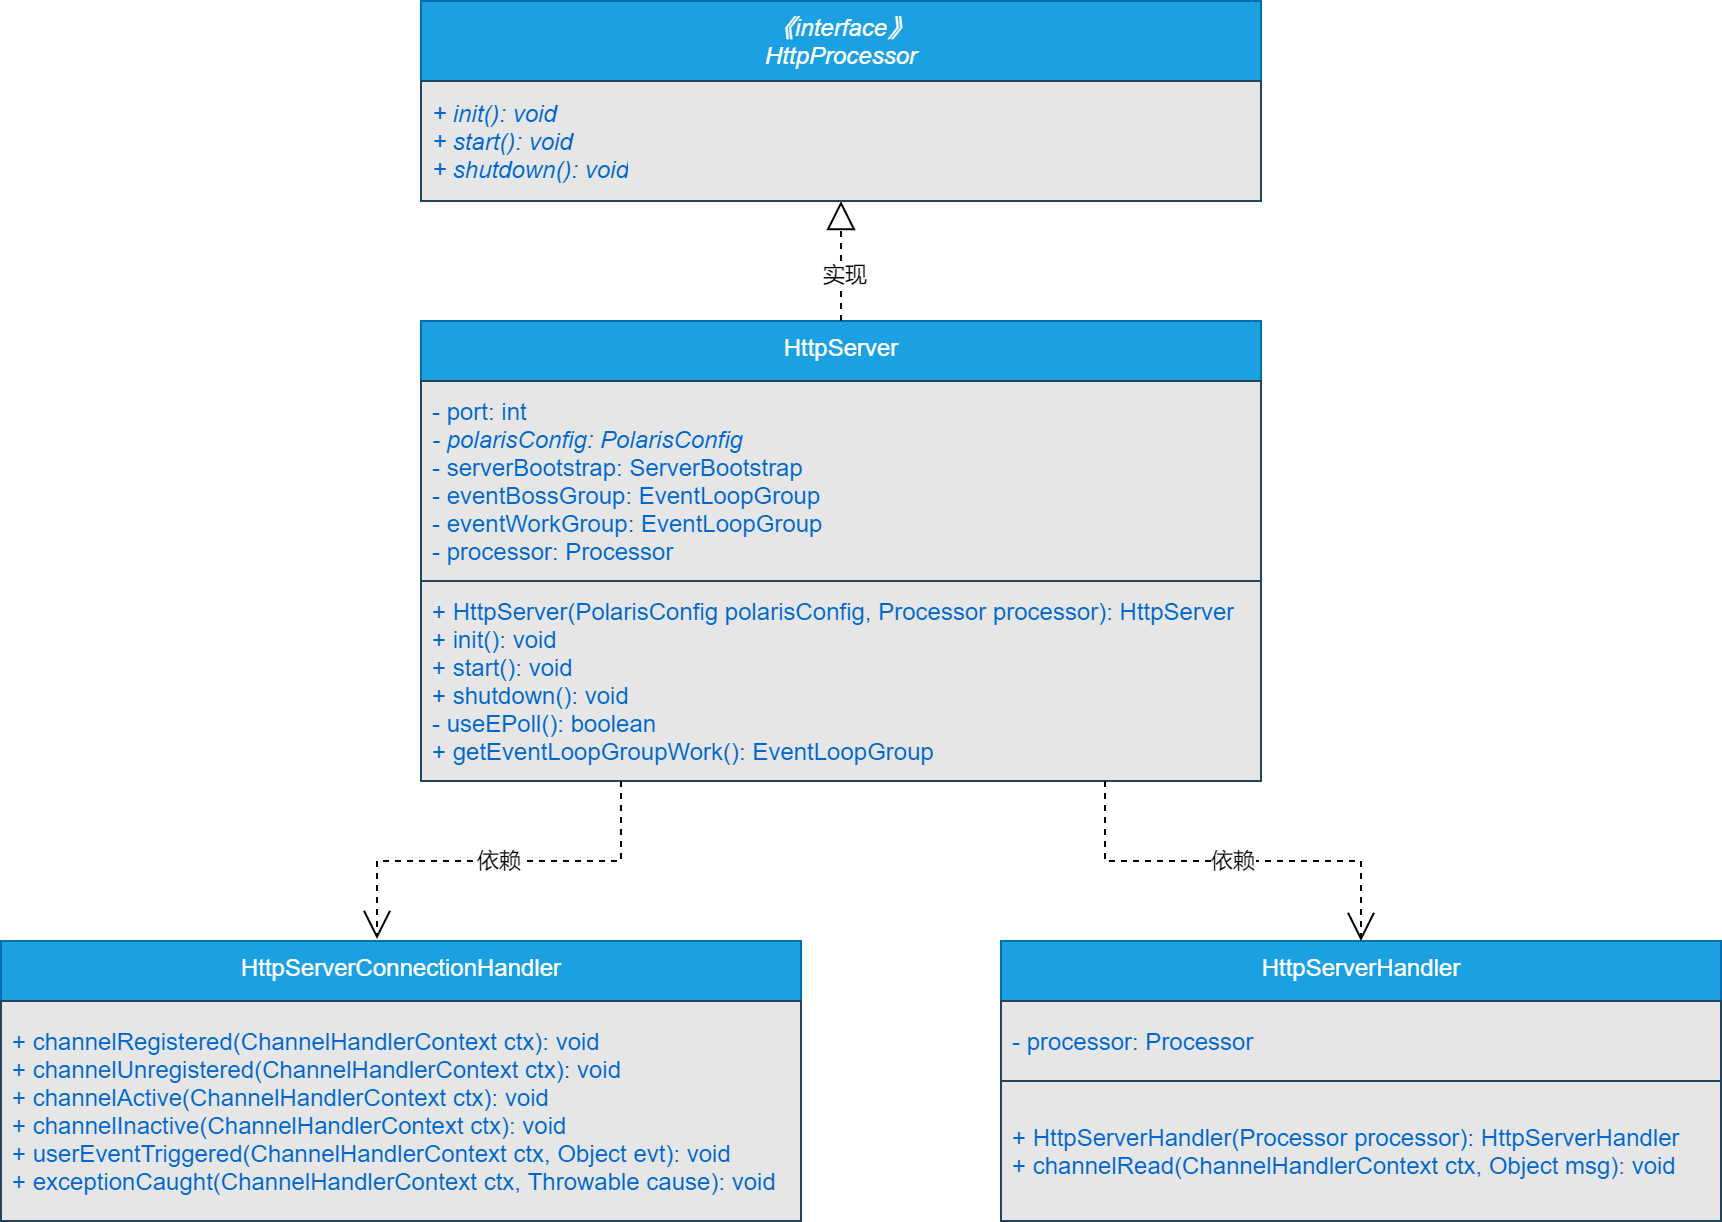 《interface》
HttpProcessor
+ init(): void
+ start(): void
+ shutdown(): void
实现
HttpServer
- port: int
- polarisConfig: PolarisConfig
- serverBootstrap: ServerBootstrap
- eventBossGroup: EventLoopGroup
- eventWorkGroup: EventLoopGroup
- processor: Processor
+ HttpServer(PolarisConfig polarisConfig, Processor processor): HttpServer
+ init(): void
+ start(): void
+ shutdown(): void
- useEPoll(): boolean
+ getEventLoopGroupWork(): EventLoopGroup
依赖
依赖
HttpServerConnectionHandler
+ channelRegistered(ChannelHandlerContext ctx): void
+ channelUnregistered(ChannelHandlerContext ctx): void
+ channelActive(ChannelHandlerContext ctx): void
+ channelInactive(ChannelHandlerContext ctx): void
+ userEventTriggered(ChannelHandlerContext ctx, Object evt): void
+ exceptionCaught(ChannelHandlerContext ctx, Throwable cause): void
HttpServerHandler
- processor: Processor
+ HttpServerHandler(Processor processor): HttpServerHandler
+ channelRead(ChannelHandlerContext ctx, Object msg): void